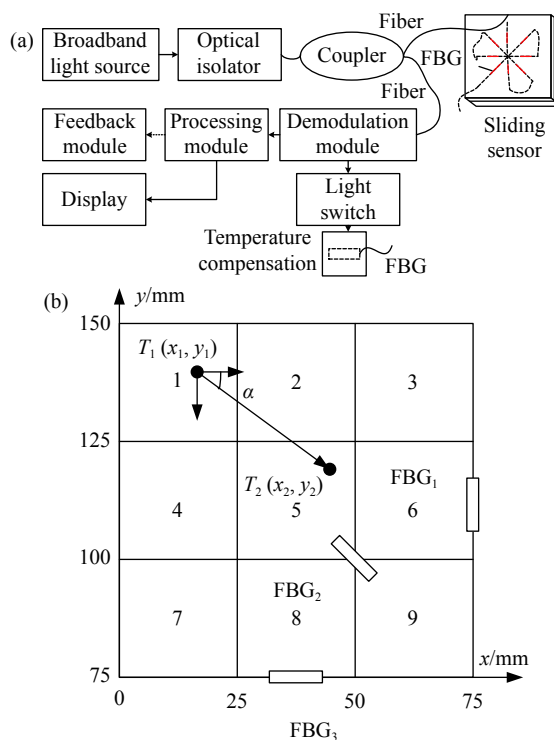 (a)
Broadband
light source
Optical
isolator
Coupler
Fiber
FBG
Fiber
Sliding
sensor
Feedback
module
Processing
module
Demodulation
module
Display
Light
switch
Temperature
compensation
FBG
(b)
y/mm
150
T₁ (x₁, y₁)
1
2
3
α
125
T₂ (x₂, y₂)
FBG₁
4
5
6
100
FBG₂
7
8
9
75
x/mm
0
25
50
75
FBG₃